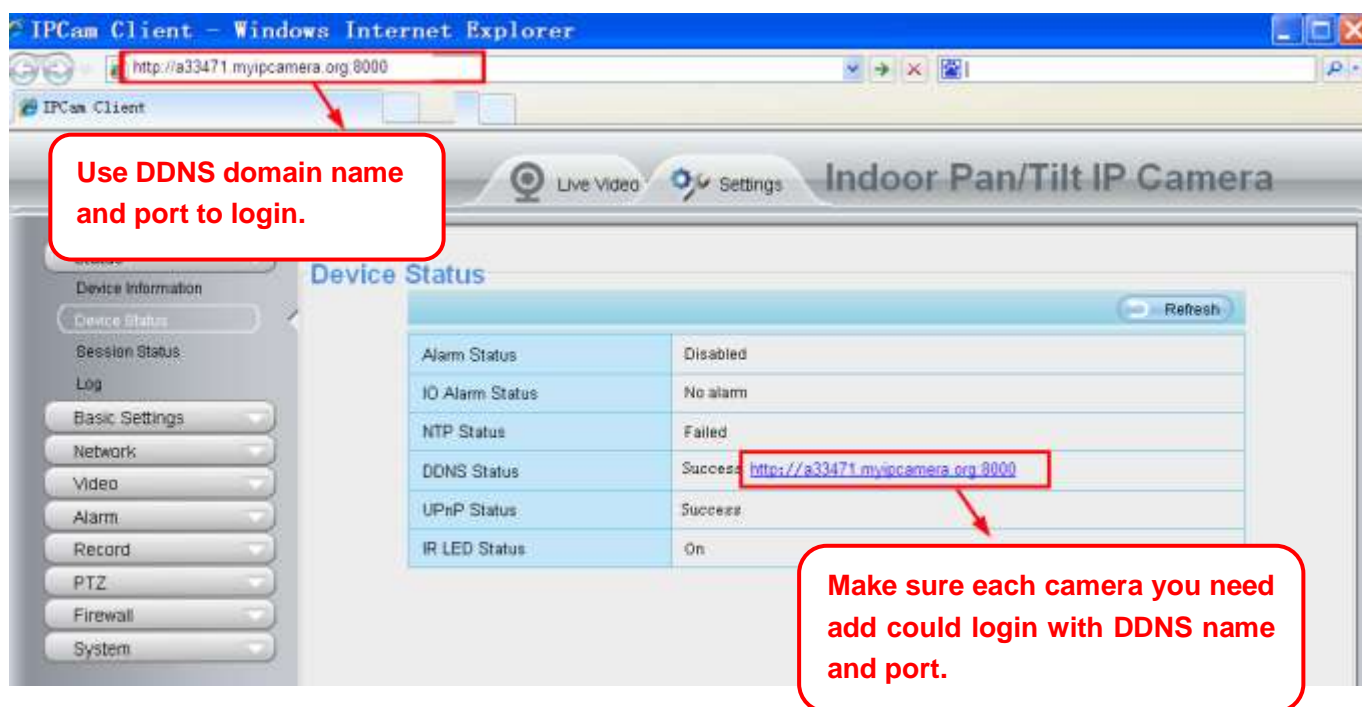 IPCam Client - Windows Internet Explorer
http://a33471.myipcamera.org:8000
IPCam Client
Use DDNS domain name
and port to login.
Live Video
Settings
Indoor Pan/Tilt IP Camera
Device Information
Device Status
Session Status
Log
Basic Settings
Network
Video
Alarm
Record
PTZ
Firewall
System
Device Status
Refresh
Alarm Status Disabled
IO Alarm Status No alarm
NTP Status Failed
DDNS Status Success http://a33471.myipcamera.org:8000
UPnP Status Success
IR LED Status On
Make sure each camera you need
add could login with DDNS name
and port.